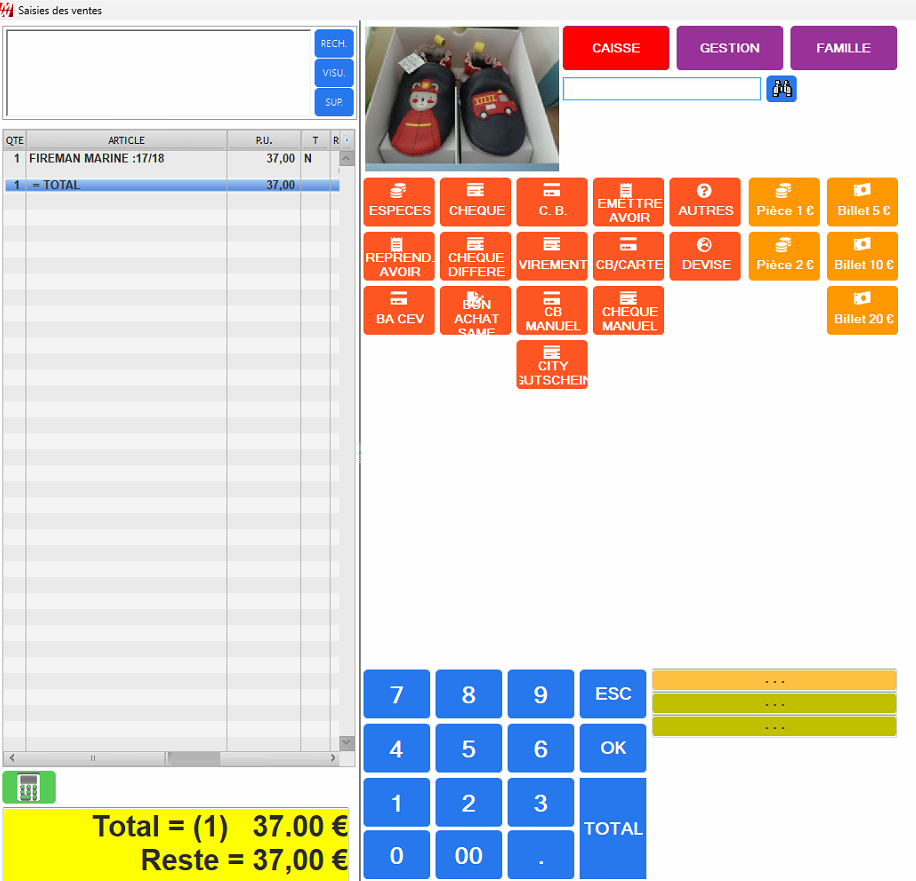 Saisies des ventes
RECH.
VISU.
SUP.
CAISSE
GESTION
FAMILLE
QTE ARTICLE P.U. T R
1 FIREMAN MARINE :17/18 37,00 N
1 = TOTAL 37,00
ESPECES
CHEQUE
C. B.
EMETTRE
AVOIR
AUTRES
Pièce 1 €
Billet 5 €
REPREND.
AVOIR
CHEQUE
DIFFERE
VIREMENT
CB/CARTE
DEVISE
Pièce 2 €
Billet 10 €
BA CEV
BON
ACHAT
SAME
CB
MANUEL
CHEQUE
MANUEL
Billet 20 €
CITY
GUTSCHEIN
7
8
9
ESC
. . .
. . .
. . .
4
5
6
OK
1
2
3
TOTAL
0
00
.
Total = (1) 37.00 €
Reste = 37,00 €